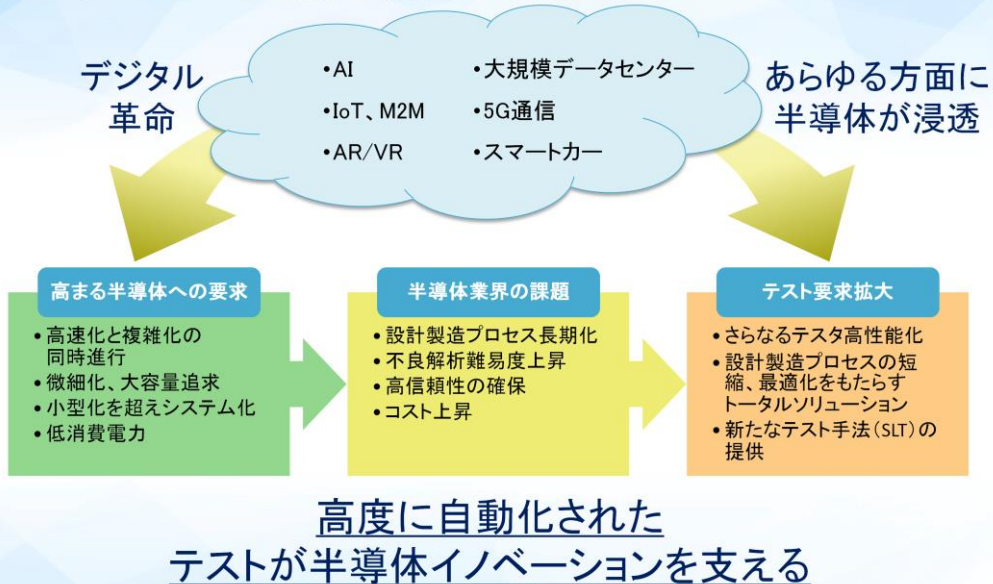 デジタル
革命
•AI
•IoT、M2M
•AR/VR
•大規模データセンター
•5G通信
•スマートカー
あらゆる方面に
半導体が浸透
高まる半導体への要求
• 高速化と複雑化の
同時進行
• 微細化、大容量追求
• 小型化を超えシステム化
• 低消費電力
半導体業界の課題
• 設計製造プロセス長期化
• 不良解析難易度上昇
• 高信頼性の確保
• コスト上昇
テスト要求拡大
• さらなるテスタ高性能化
• 設計製造プロセスの短
縮、最適化をもたらす
トータルソリューション
• 新たなテスト手法(SLT)の
提供
高度に自動化された
テストが半導体イノベーションを支える